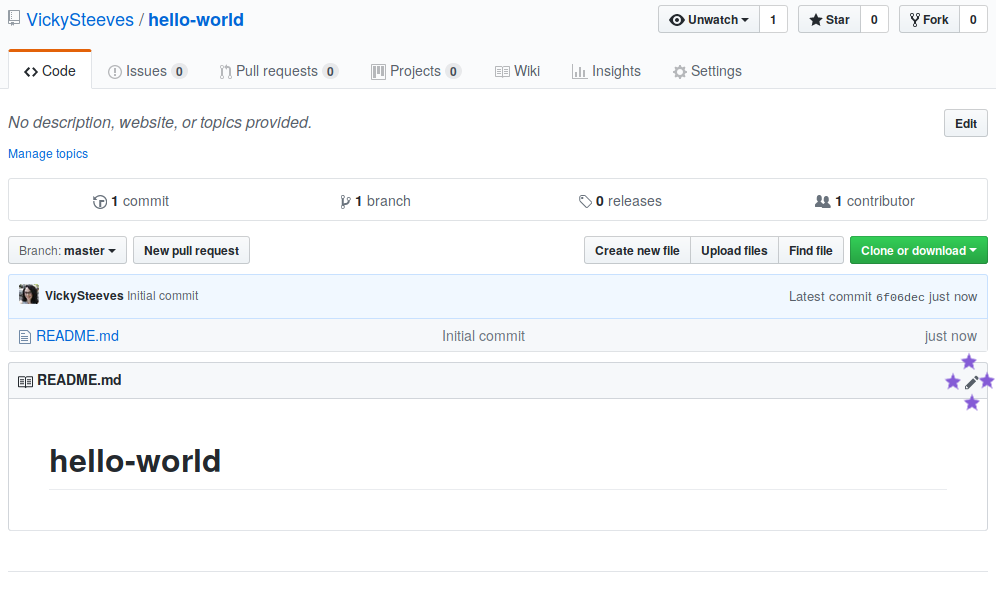 VickySteeves / hello-world Unwatch 1 Star 0 Fork 0
Code Issues 0 Pull requests 0 Projects 0 Wiki Insights Settings
No description, website, or topics provided. Edit
Manage topics
1 commit 1 branch 0 releases 1 contributor
Branch: master New pull request Create new file Upload files Find file Clone or download
VickySteeves Initial commit Latest commit 6f06dec just now
README.md Initial commit just now
README.md
hello-world